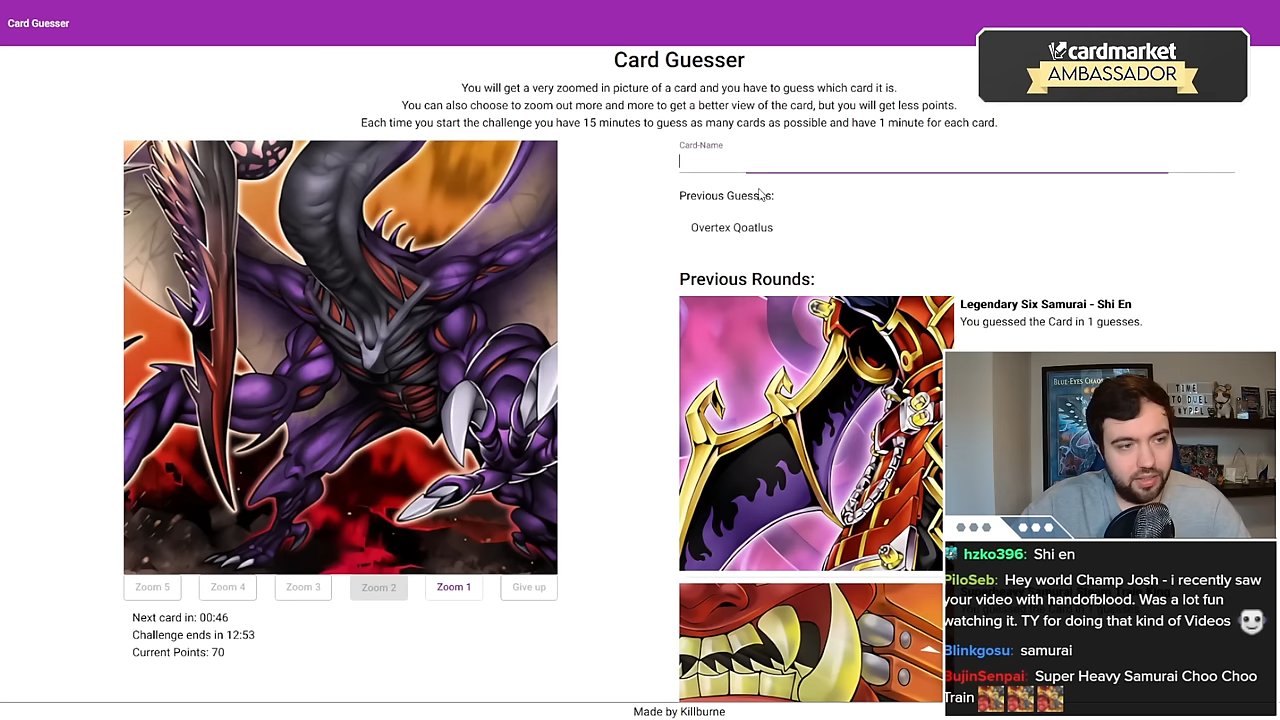 Card Guesser
cardmarket
AMBASSADOR
Card Guesser
You will get a very zoomed in picture of a card and you have to guess which card it is.
You can also choose to zoom out more and more to get a better view of the card, but you will get less points.
Each time you start the challenge you have 15 minutes to guess as many cards as possible and have 1 minute for each card.
Card-Name
Previous Guesses:
Overtex Qoatlus
Previous Rounds:
Legendary Six Samurai - Shi En
You guessed the Card in 1 guesses.
BLUE-EYES CHAOS
TIME
TO DUEL
HYPE!
Zoom 5
Zoom 4
Zoom 3
Zoom 2
Zoom 1
Give up
Next card in: 00:46
Challenge ends in 12:53
Current Points: 70
hzko396: Shi en
PiloSeb: Hey world Champ Josh - i recently saw
your video with handofblood. Was a lot fun
watching it. TY for doing that kind of Videos
Blinkgosu: samurai
BujinSenpai: Super Heavy Samurai Choo Choo
Train
Made by Killburne